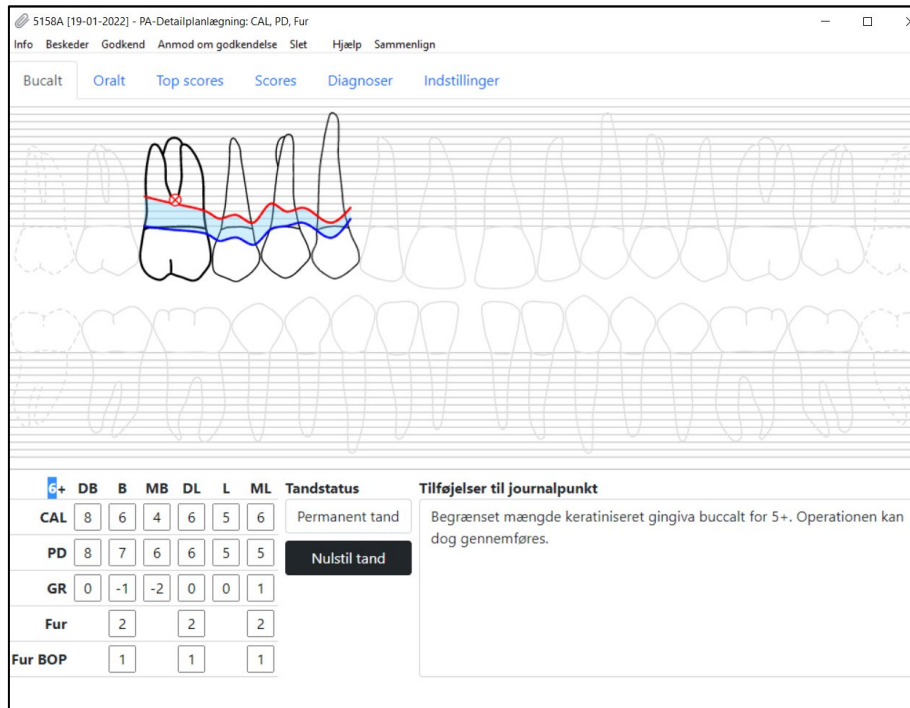 5158A [19-01-2022] - PA-Detailplanlægning: CAL, PD, Fur
Info Beskeder Godkend Anmod om godkendelse Slet Hjælp Sammenlign
Bucalt Oralt Top scores Scores Diagnoser Indstillinger
6+ DB B MB DL L ML
CAL 8 6 4 6 5 6
PD 8 7 6 6 5 5
GR 0 -1 -2 0 0 1
Fur 2 2 2
Fur BOP 1 1 1
Tandstatus
Permanent tand
Nulstil tand
Tilføjelser til journalpunkt
Begrænset mængde keratiniseret gingiva buccalt for 5+. Operationen kan
dog gennemføres.